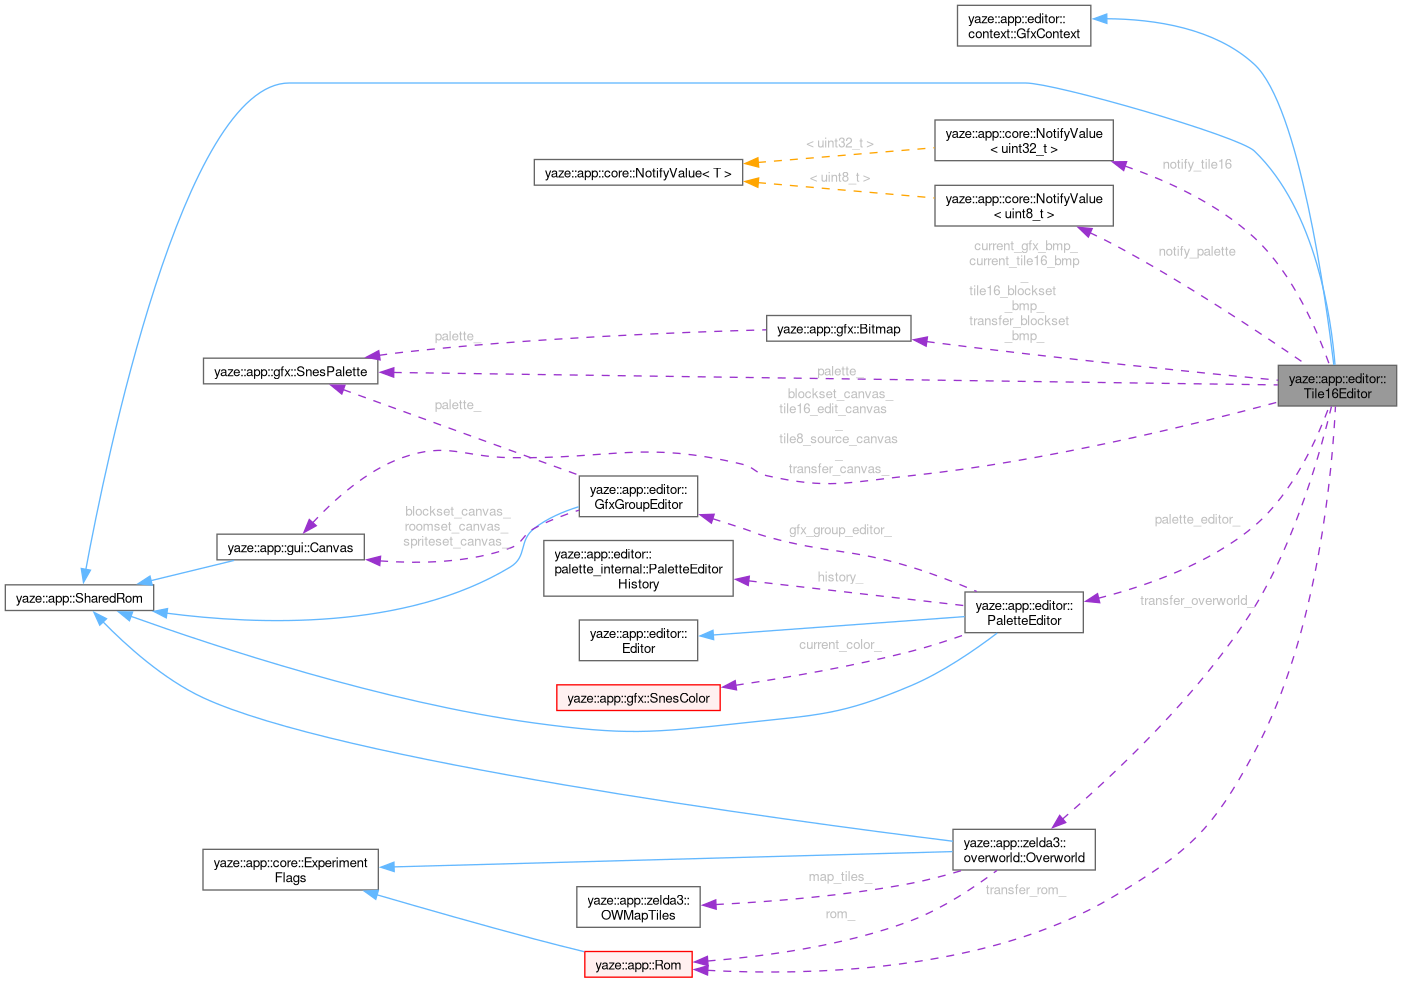 yaze::app::editor::
context::GfxContext
yaze::app::core::NotifyValue
< uint32_t >
< uint32_t >
notify_tile16
yaze::app::core::NotifyValue< T >
< uint8_t >
yaze::app::core::NotifyValue
< uint8_t >
notify_palette
current_gfx_bmp_
current_tile16_bmp
_
tile16_blockset
_bmp_
transfer_blockset
_bmp_
yaze::app::gfx::Bitmap
palette_
yaze::app::gfx::SnesPalette
palette_
yaze::app::editor::
Tile16Editor
palette_
blockset_canvas_
tile16_edit_canvas
_
tile8_source_canvas
_
transfer_canvas_
yaze::app::editor::
GfxGroupEditor
blockset_canvas_
roomset_canvas_
spriteset_canvas_
gfx_group_editor_
palette_editor_
yaze::app::gui::Canvas
yaze::app::editor::
palette_internal::PaletteEditor
History
history_
yaze::app::SharedRom
yaze::app::editor::
PaletteEditor
transfer_overworld_
yaze::app::editor::
Editor
current_color_
yaze::app::gfx::SnesColor
yaze::app::zelda3::
overworld::Overworld
yaze::app::core::Experiment
Flags
map_tiles_
transfer_rom_
yaze::app::zelda3::
OWMapTiles
rom_
yaze::app::Rom